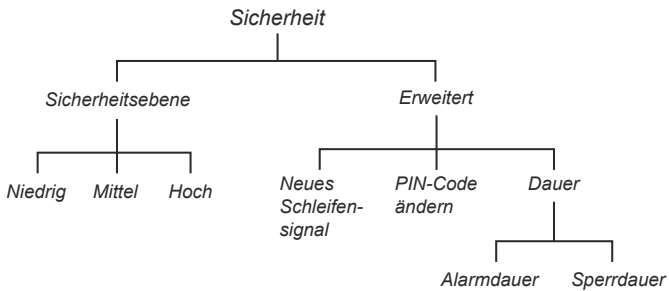 Sicherheit
Sicherheitsebene
Erweitert
Niedrig
Mittel
Hoch
Neues
Schleifen-
signal
PIN-Code
ändern
Dauer
Alarmdauer
Sperrdauer